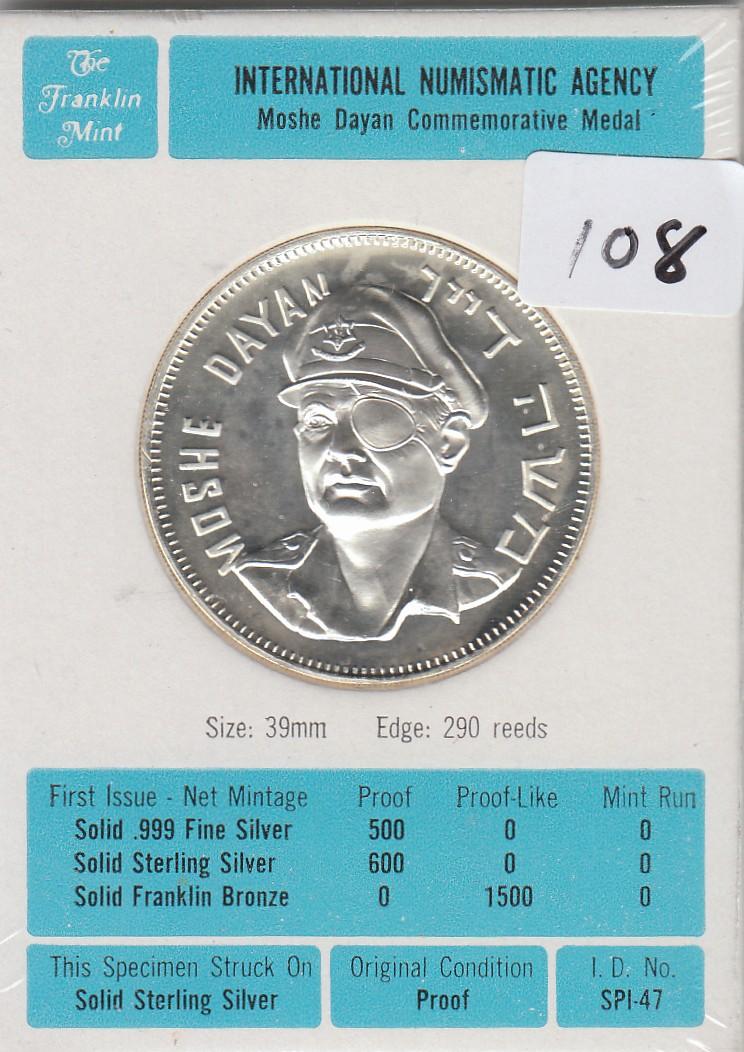 The
Franklin
Mint
INTERNATIONAL NUMISMATIC AGENCY
Moshe Dayan Commemorative Medal
108
MOSHE DAYAN
משה דיין
Size: 39mm Edge: 290 reeds
First Issue - Net Mintage Proof Proof-Like Mint Run
Solid .999 Fine Silver 500 0 0
Solid Sterling Silver 600 0 0
Solid Franklin Bronze 0 1500 0
This Specimen Struck On
Solid Sterling Silver
Original Condition
Proof
I. D. No.
SPI-47